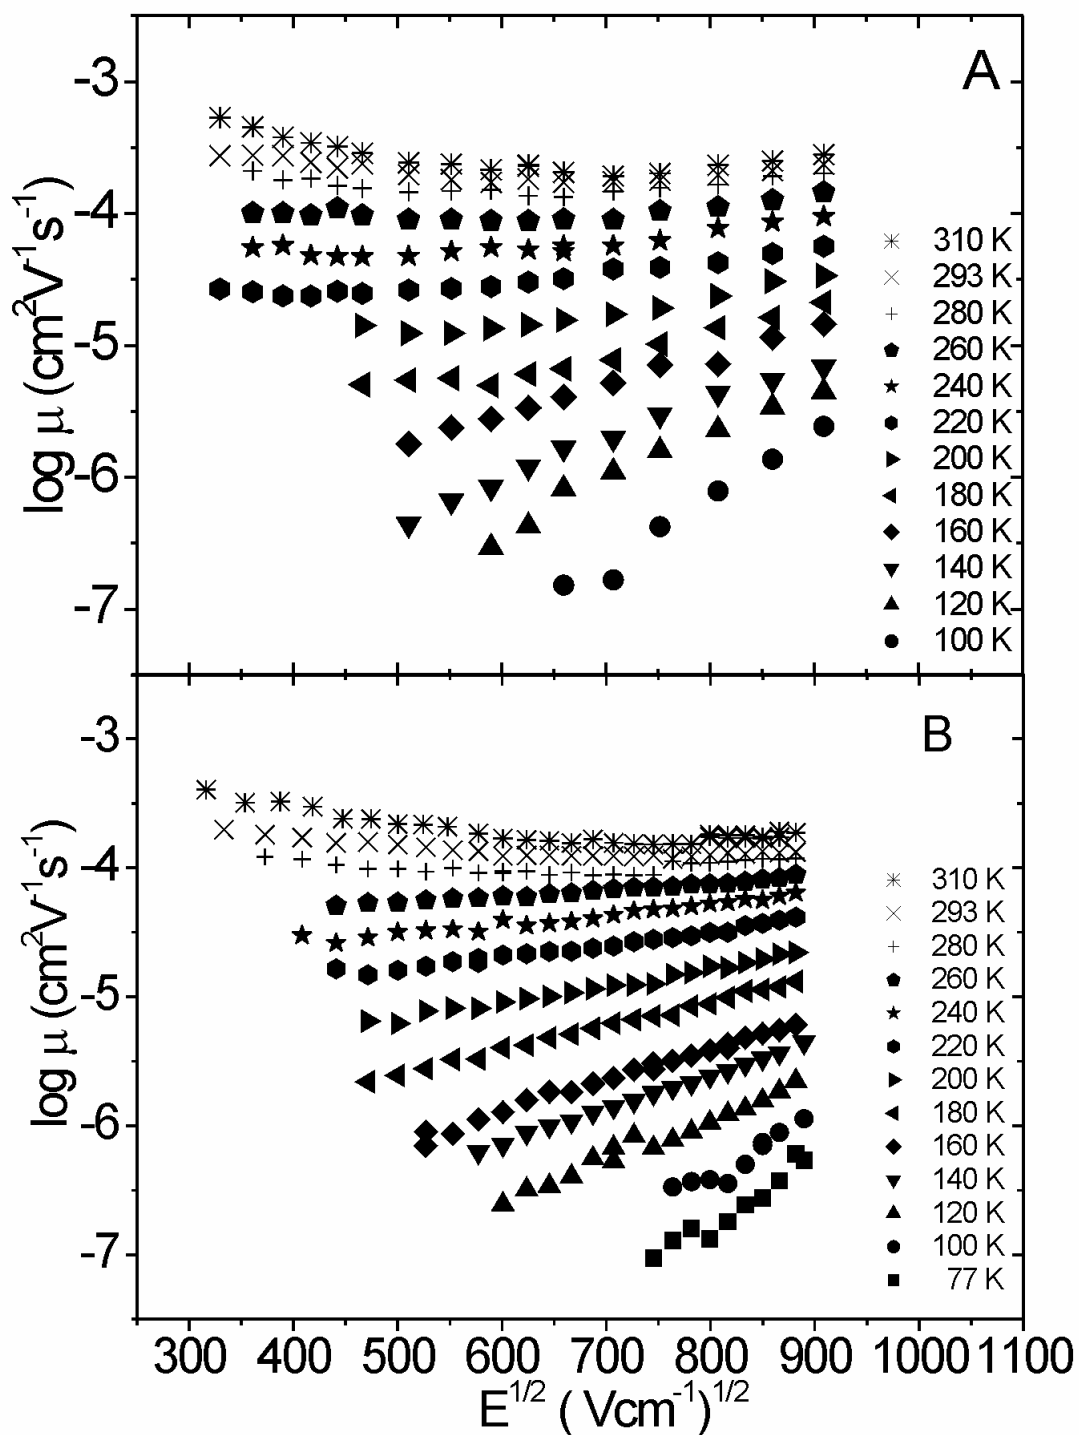 A
-3
-4
-5
-6
-7
log μ (cm²V⁻¹s⁻¹)
310 K
293 K
280 K
260 K
240 K
220 K
200 K
180 K
160 K
140 K
120 K
100 K
B
-3
-4
-5
-6
-7
log μ (cm²V⁻¹s⁻¹)
310 K
293 K
280 K
260 K
240 K
220 K
200 K
180 K
160 K
140 K
120 K
100 K
77 K
300 400 500 600 700 800 900 1000 1100
E^1/2 ( Vcm⁻¹)^1/2